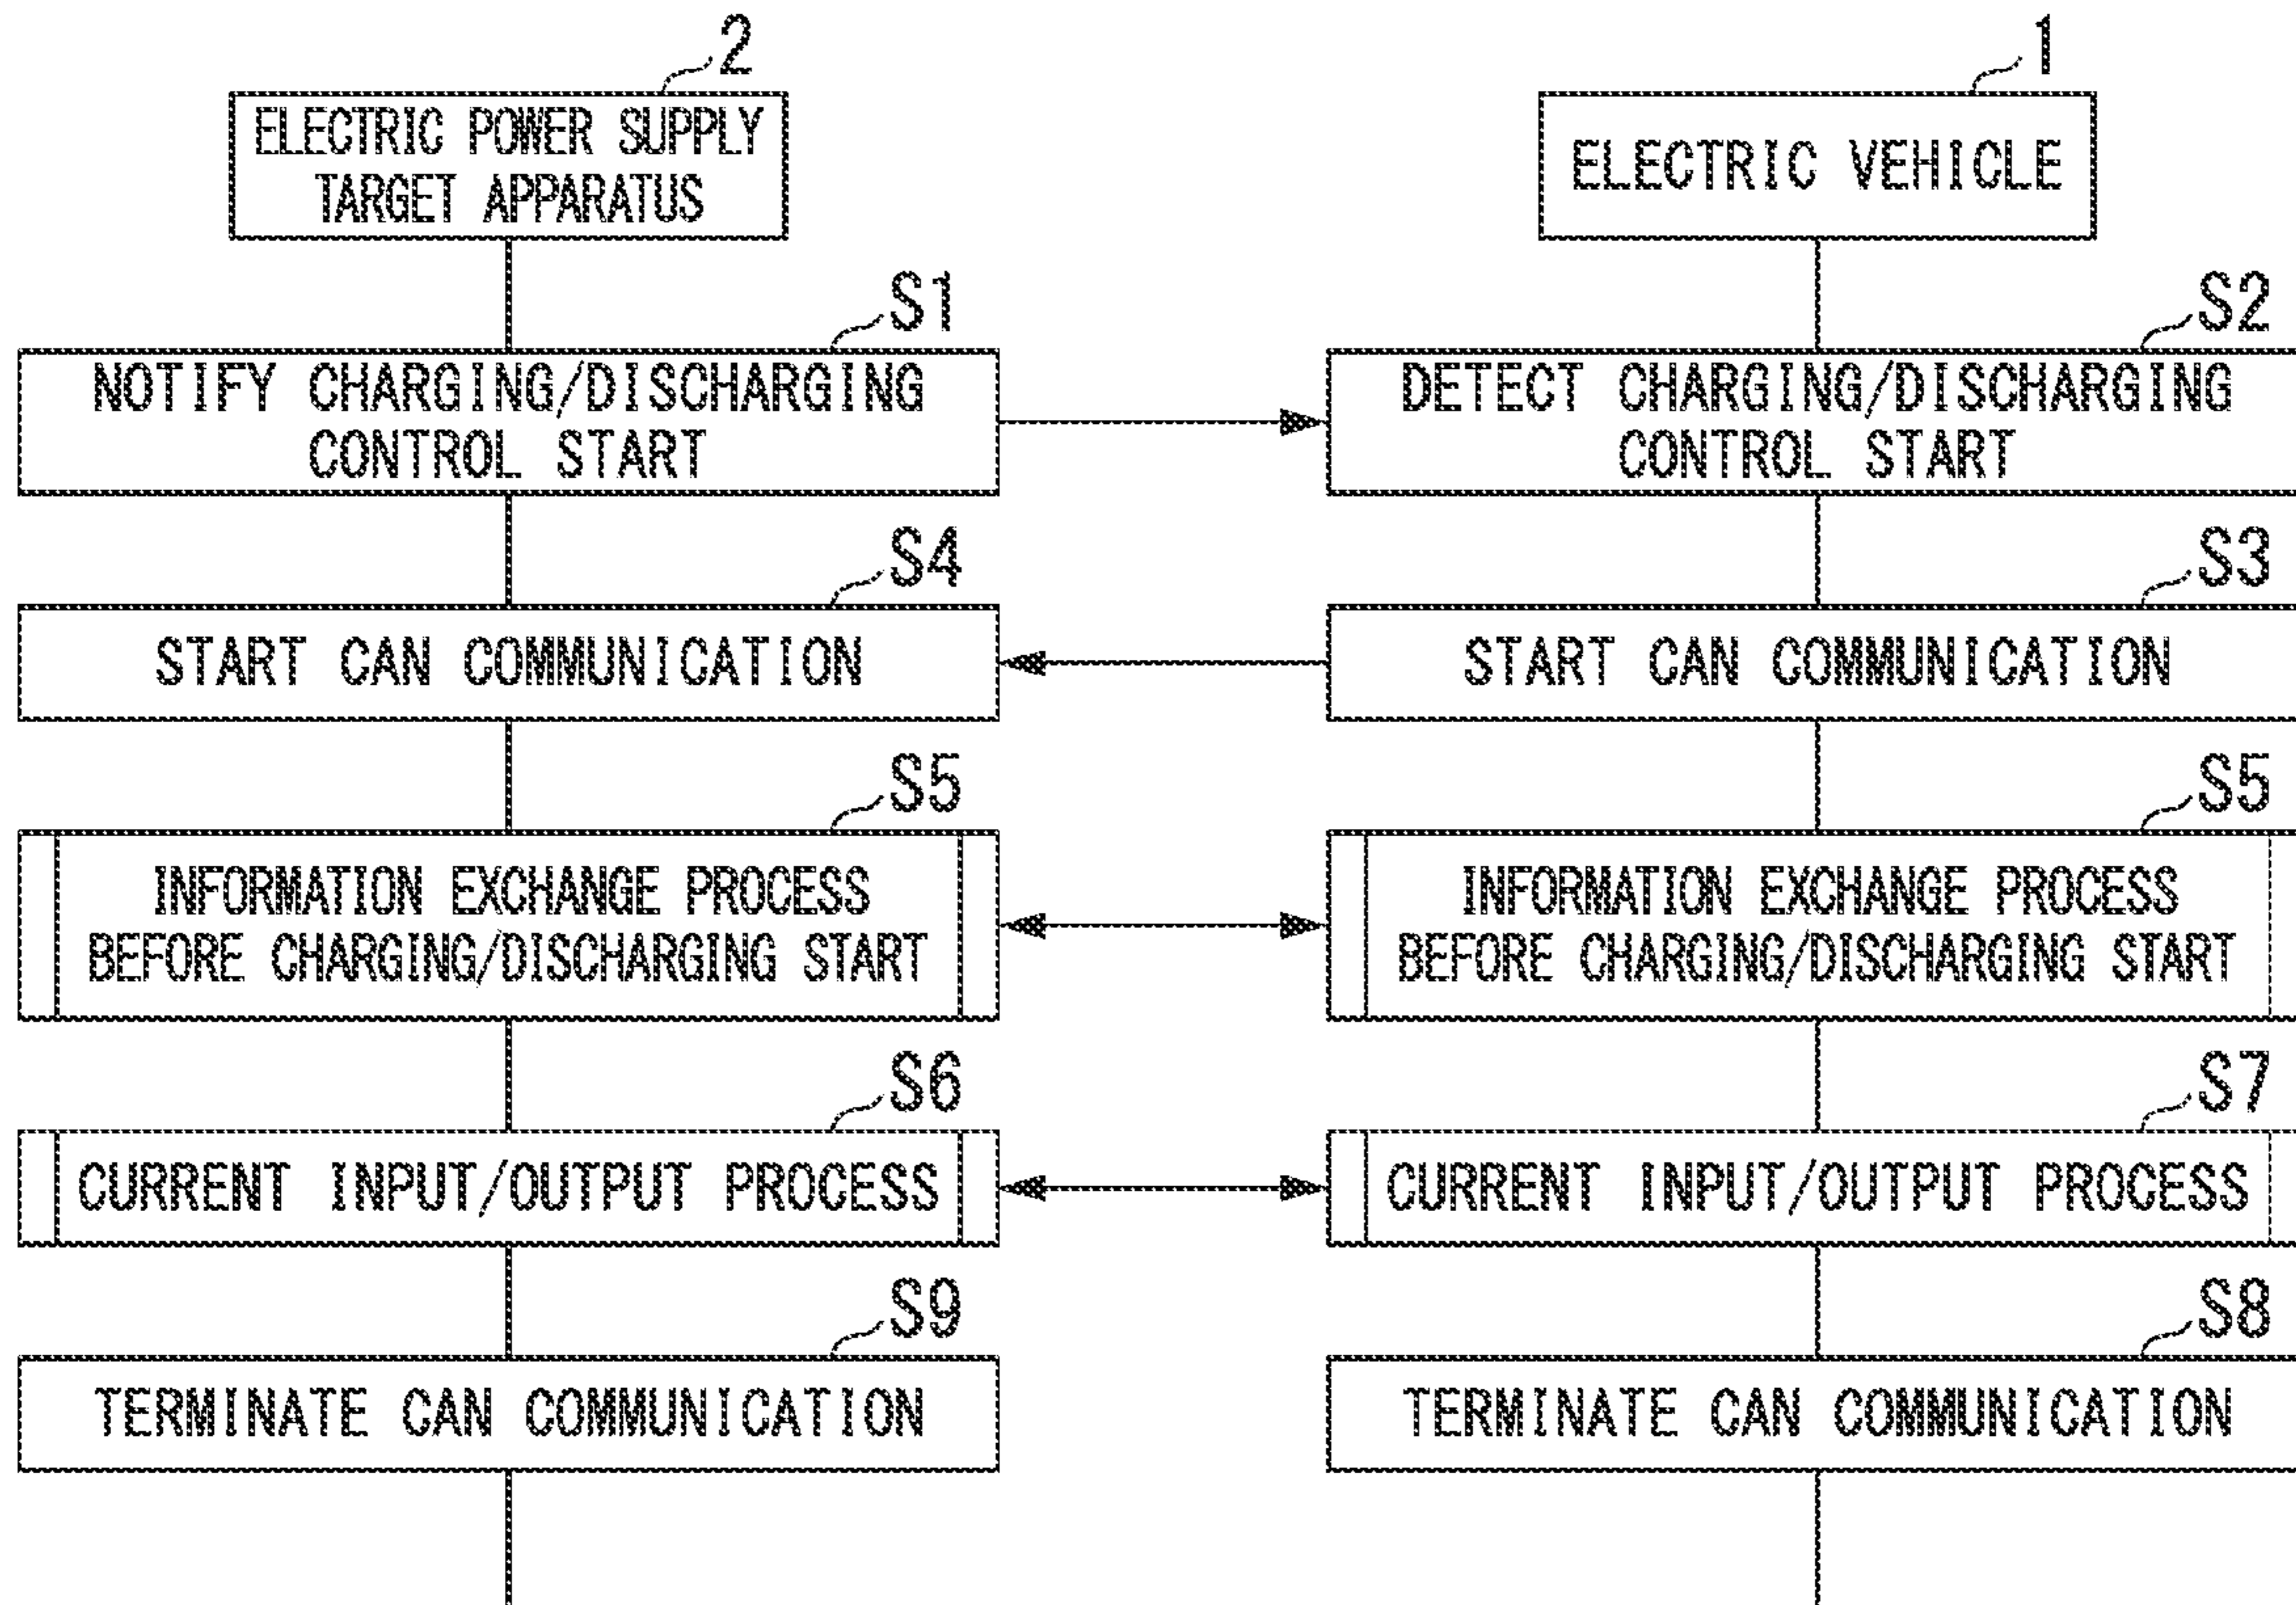 2
1
ELECTRIC POWER SUPPLY
TARGET APPARATUS
ELECTRIC VEHICLE
S1
S2
NOTIFY CHARGING/DISCHARGING
CONTROL START
DETECT CHARGING/DISCHARGING
CONTROL START
S4
S3
START CAN COMMUNICATION
START CAN COMMUNICATION
S5
S5
INFORMATION EXCHANGE PROCESS
BEFORE CHARGING/DISCHARGING START
INFORMATION EXCHANGE PROCESS
BEFORE CHARGING/DISCHARGING START
S6
S7
CURRENT INPUT/OUTPUT PROCESS
CURRENT INPUT/OUTPUT PROCESS
S9
S8
TERMINATE CAN COMMUNICATION
TERMINATE CAN COMMUNICATION